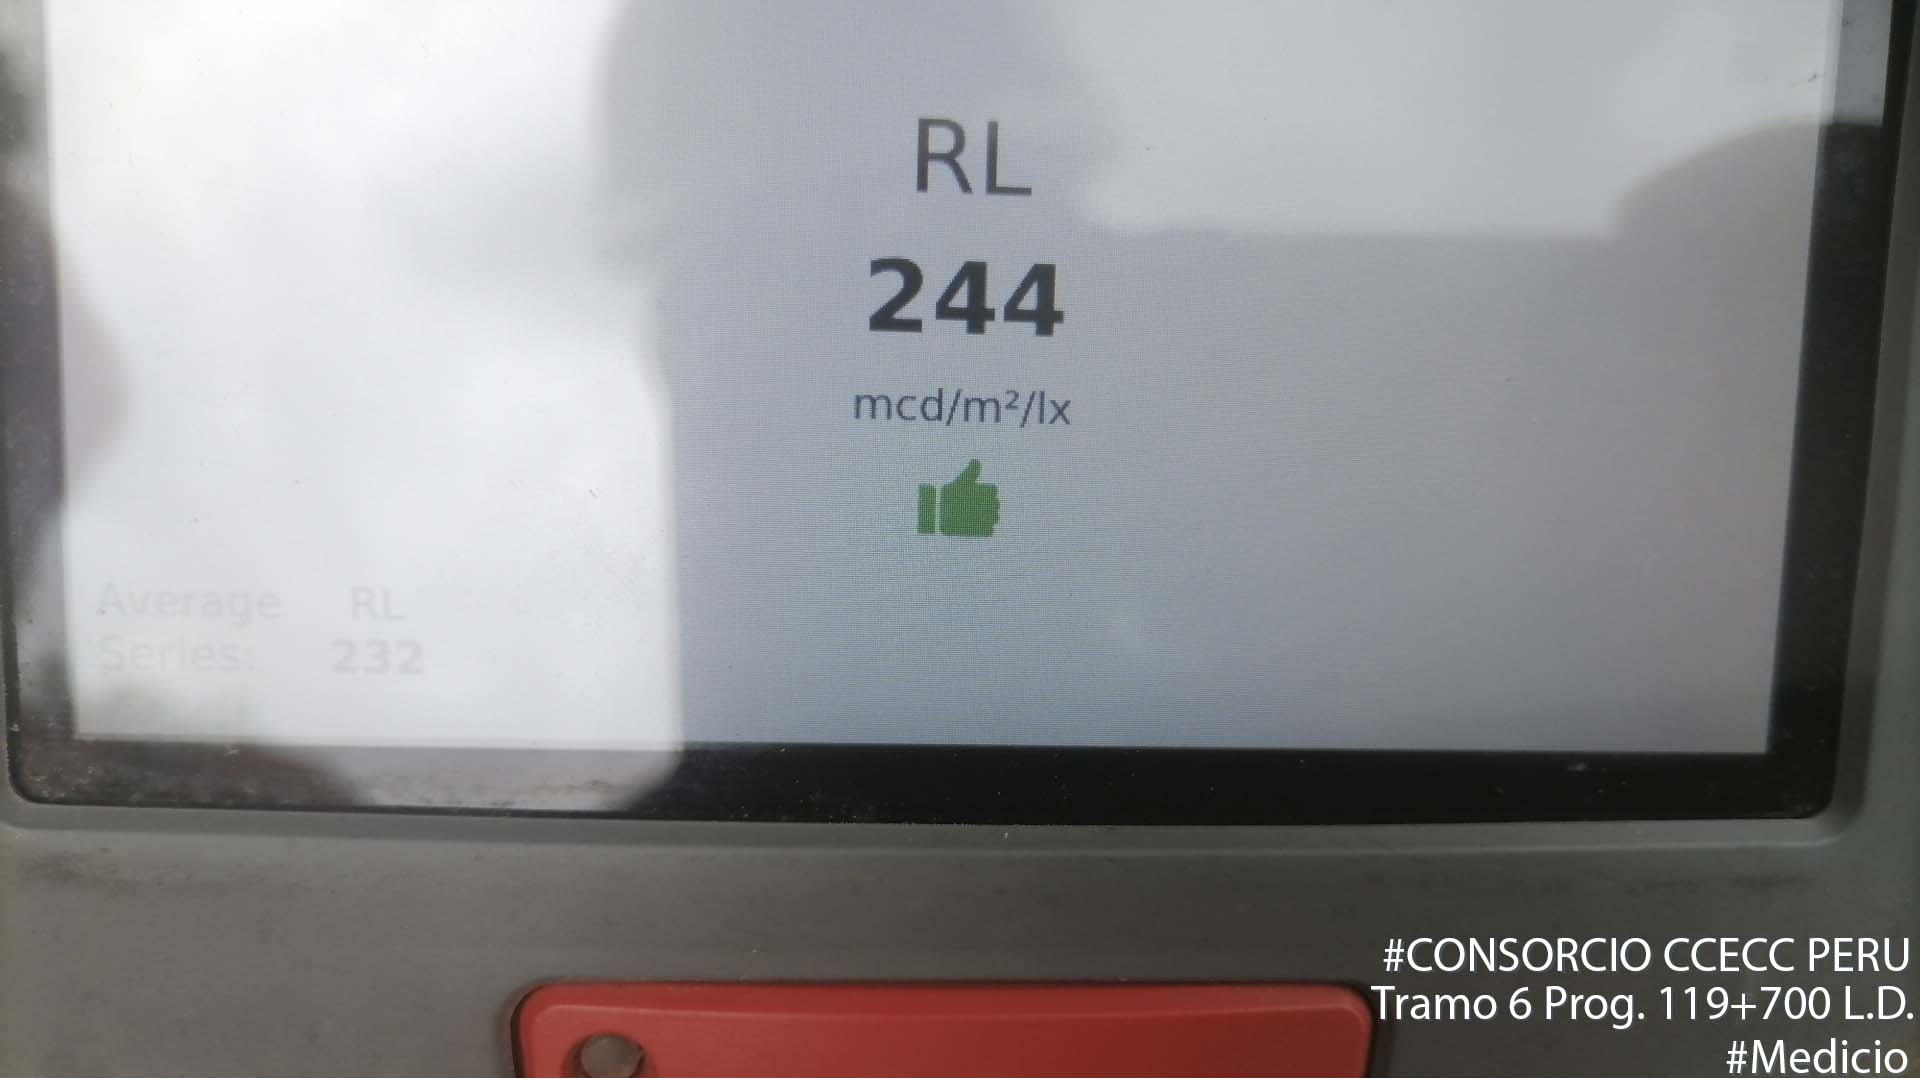 RL
244
mcd/m²/lx
Average RL
Series: 232
#CONSORCIO CCECC PERU
Tramo 6 Prog. 119+700 L.D.
#Medicio